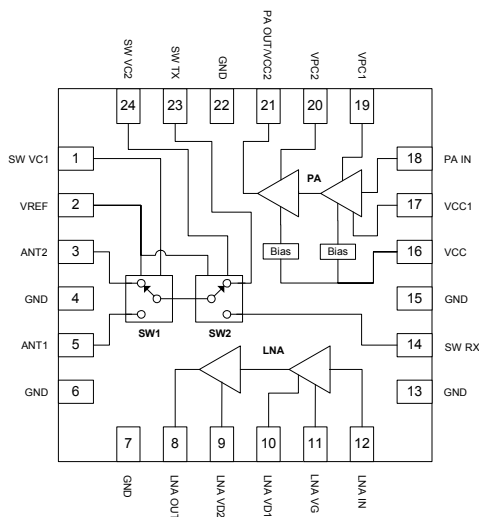 SW VC2
SW TX
GND
PA OUT/VCC2
VPC2
VPC1
24
23
22
21
20
19
SW VC1
1
18
PA IN
PA
VREF
2
17
VCC1
ANT2
3
Bias
Bias
16
VCC
GND
4
15
GND
SW1
SW2
ANT1
5
14
SW RX
LNA
GND
6
13
GND
7
8
9
10
11
12
GND
LNA OUT
LNA VD2
LNA VD1
LNA VG
LNA IN